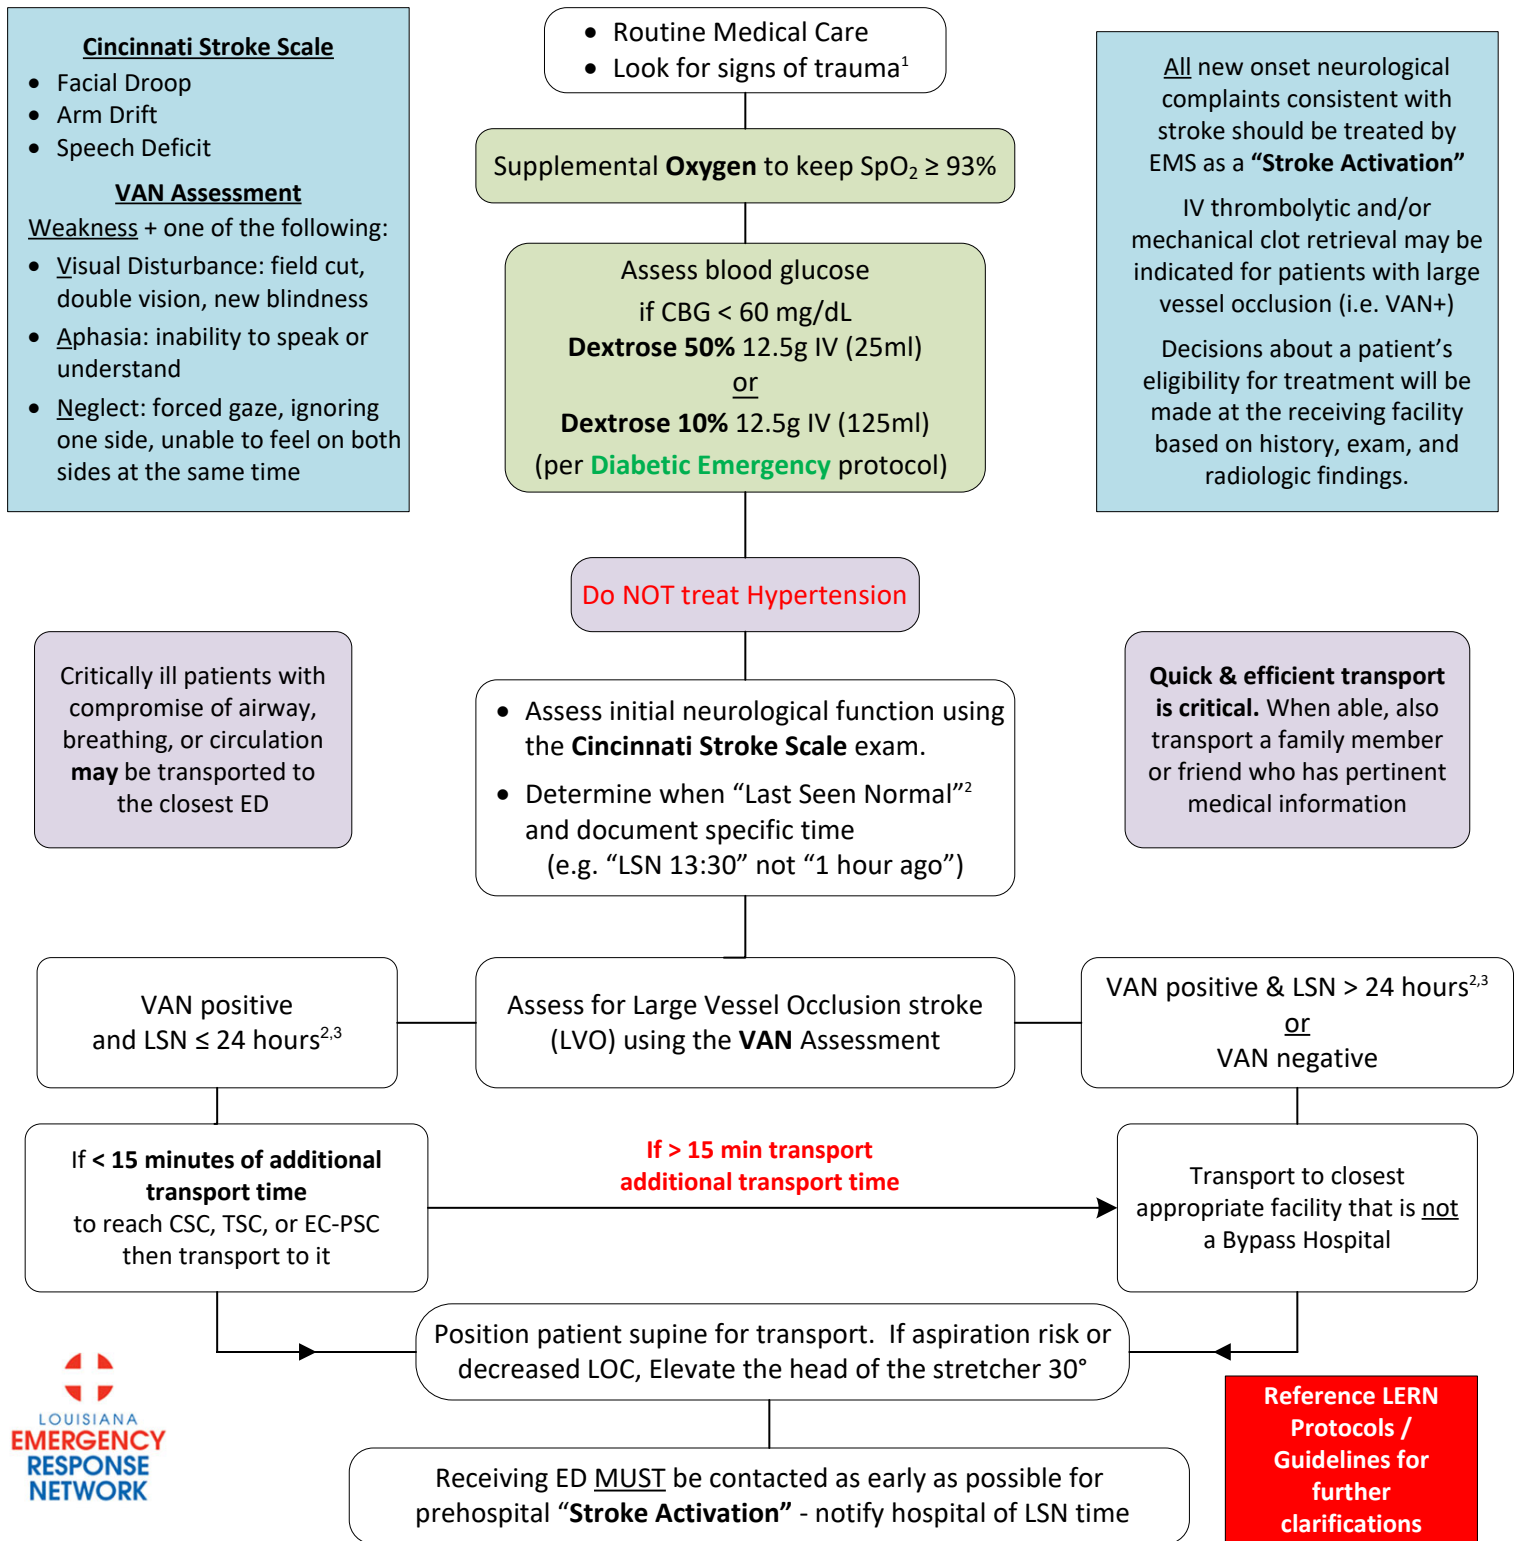 Cincinnati Stroke Scale
• Facial Droop
• Arm Drift
• Speech Deficit
VAN Assessment
Weakness + one of the following:
• Visual Disturbance: field cut,
double vision, new blindness
• Aphasia: inability to speak or
understand
• Neglect: forced gaze, ignoring
one side, unable to feel on both
sides at the same time
• Routine Medical Care
• Look for signs of trauma¹
Supplemental Oxygen to keep SpO₂ ≥ 93%
Assess blood glucose
if CBG < 60 mg/dL
Dextrose 50% 12.5g IV (25ml)
or
Dextrose 10% 12.5g IV (125ml)
(per Diabetic Emergency protocol)
All new onset neurological
complaints consistent with
stroke should be treated by
EMS as a “Stroke Activation”
IV thrombolytic and/or
mechanical clot retrieval may be
indicated for patients with large
vessel occlusion (i.e. VAN+)
Decisions about a patient’s
eligibility for treatment will be
made at the receiving facility
based on history, exam, and
radiologic findings.
Do NOT treat Hypertension
Critically ill patients with
compromise of airway,
breathing, or circulation
may be transported to
the closest ED
• Assess initial neurological function using
the Cincinnati Stroke Scale exam.
• Determine when “Last Seen Normal”²
and document specific time
(e.g. “LSN 13:30” not “1 hour ago”)
Quick & efficient transport
is critical. When able, also
transport a family member
or friend who has pertinent
medical information
VAN positive
and LSN ≤ 24 hours²,³
Assess for Large Vessel Occlusion stroke
(LVO) using the VAN Assessment
VAN positive & LSN > 24 hours²,³
or
VAN negative
If < 15 minutes of additional
transport time
to reach CSC, TSC, or EC-PSC
then transport to it
If > 15 min transport
additional transport time
Transport to closest
appropriate facility that is not
a Bypass Hospital
Position patient supine for transport.  If aspiration risk or
decreased LOC, Elevate the head of the stretcher 30°
LOUISIANA
EMERGENCY
RESPONSE
NETWORK
Receiving ED MUST be contacted as early as possible for
prehospital “Stroke Activation” - notify hospital of LSN time
Reference LERN
Protocols /
Guidelines for
further
clarifications